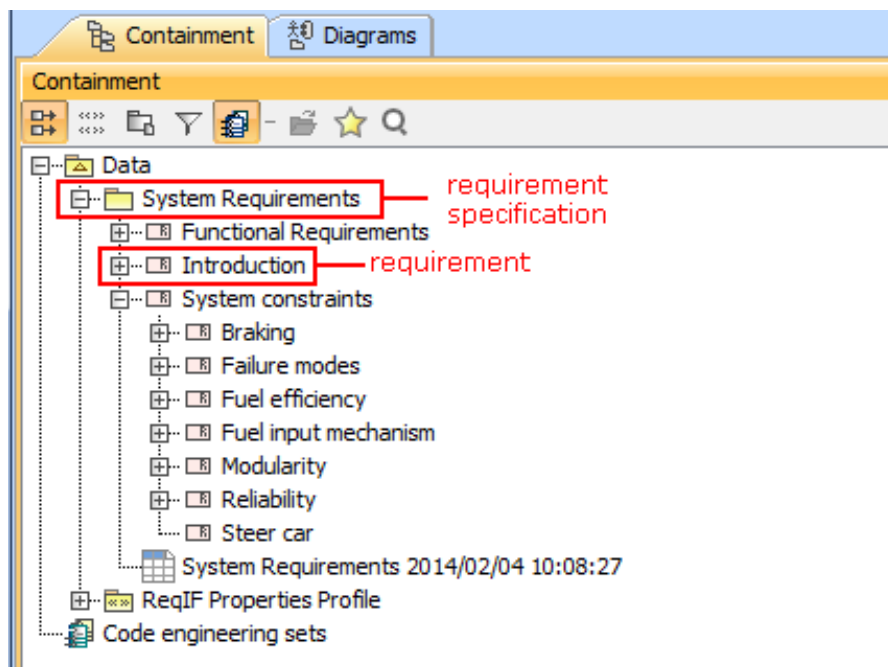 Containment
Diagrams
Containment
Data
System Requirements
requirement
specification
Functional Requirements
Introduction
requirement
System constraints
Braking
Failure modes
Fuel efficiency
Fuel input mechanism
Modularity
Reliability
Steer car
System Requirements 2014/02/04 10:08:27
ReqIF Properties Profile
Code engineering sets